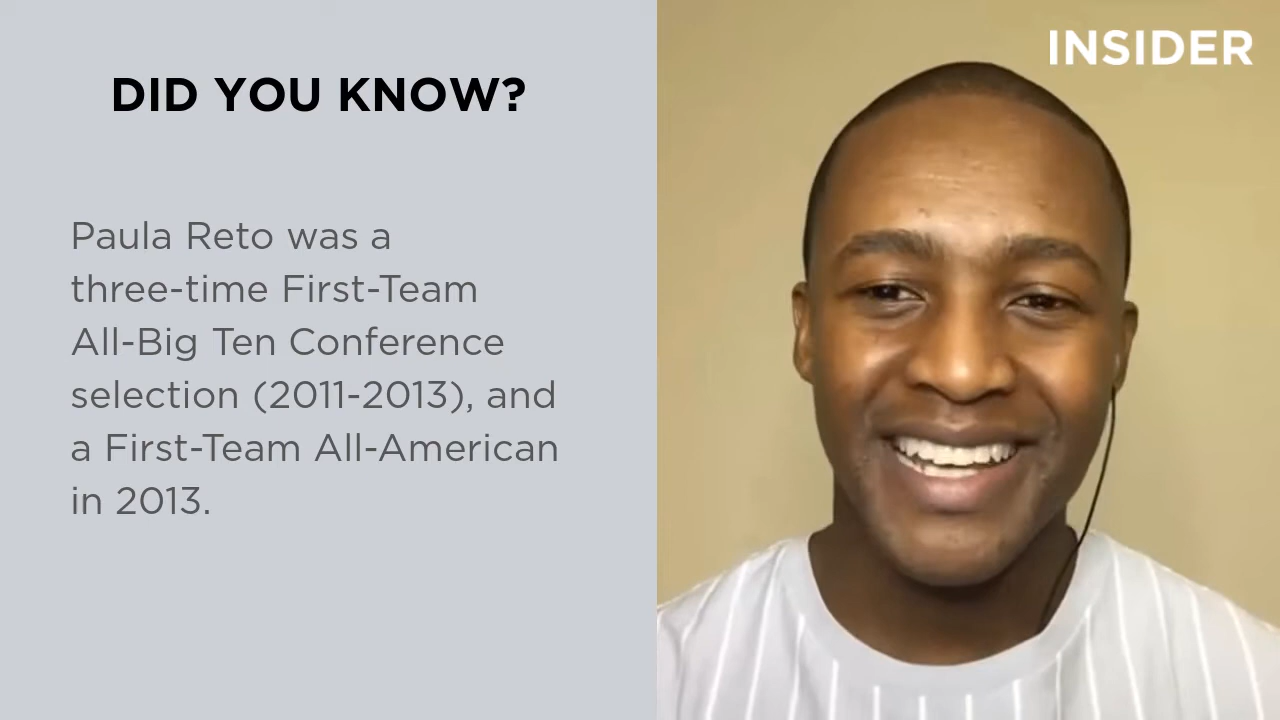 DID YOU KNOW?
Paula Reto was a
three-time First-Team
All-Big Ten Conference
selection (2011-2013), and
a First-Team All-American
in 2013.
INSIDER